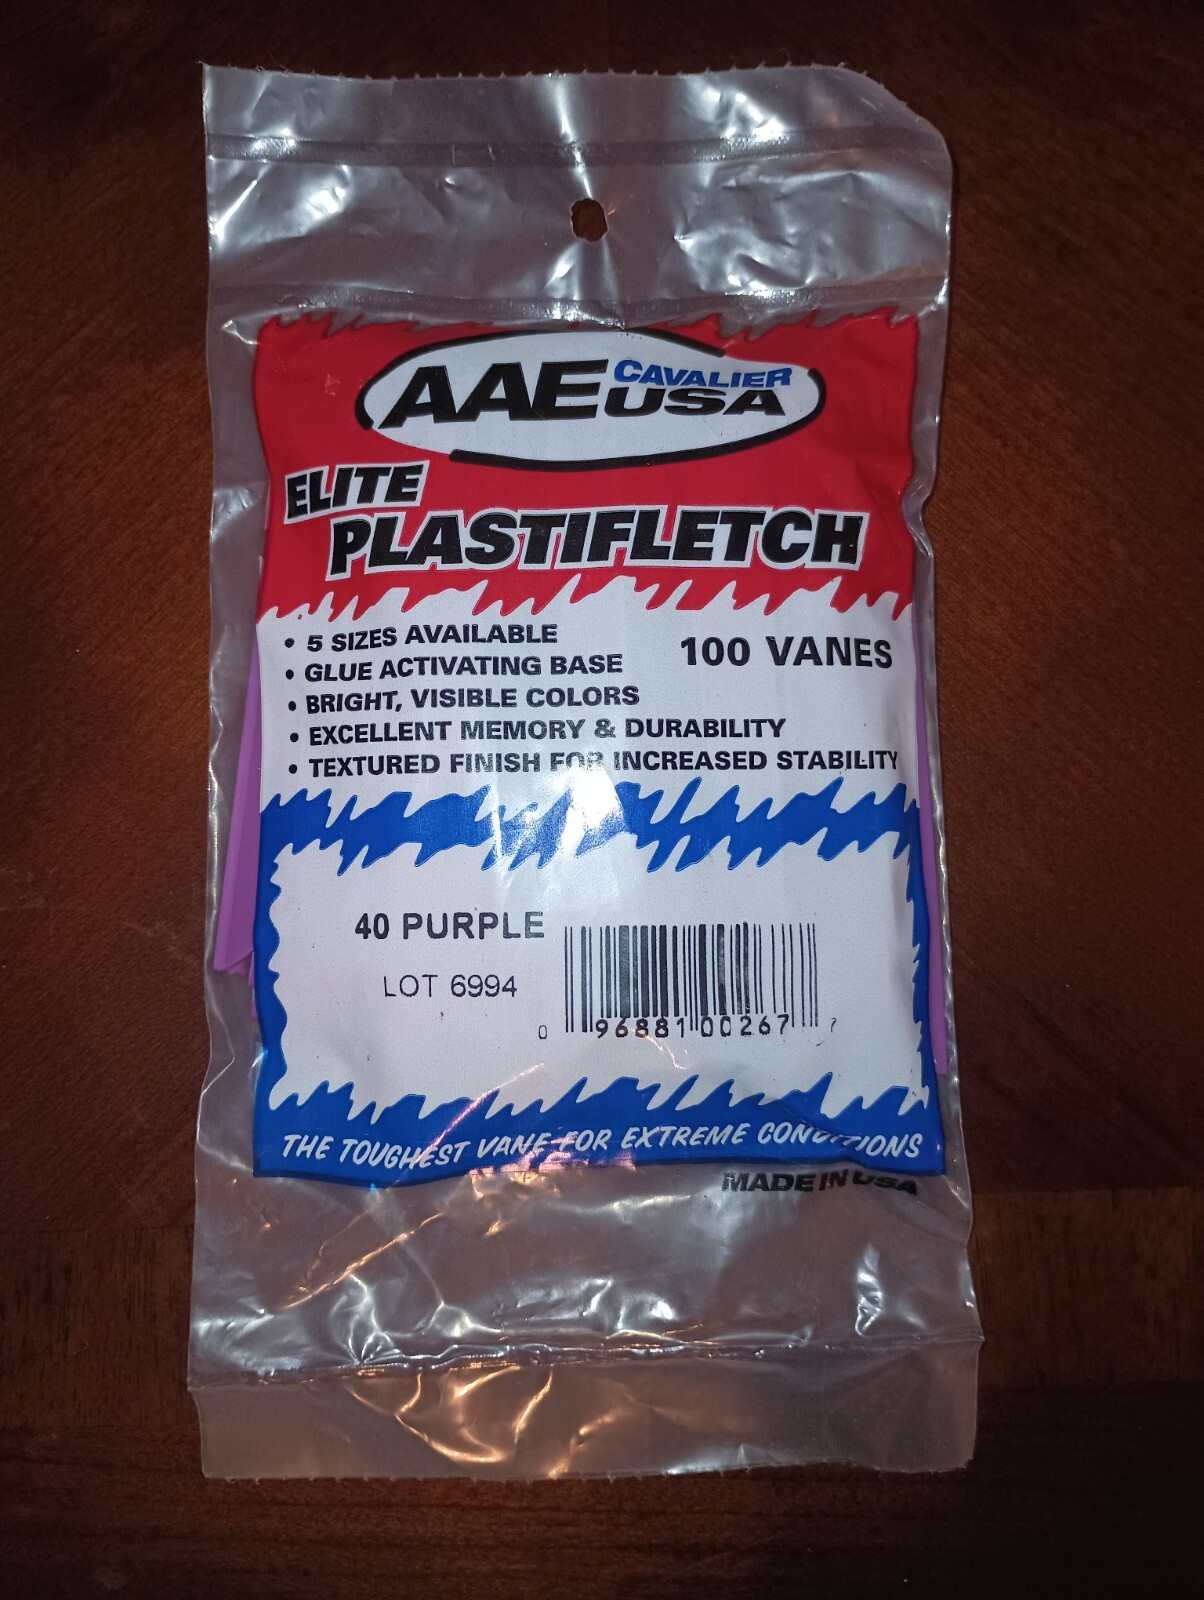 AAE CAVALIER USA
ELITE
PLASTIFLETCH
• 5 SIZES AVAILABLE
• GLUE ACTIVATING BASE
• BRIGHT, VISIBLE COLORS
• EXCELLENT MEMORY & DURABILITY
• TEXTURED FINISH FOR INCREASED STABILITY
100 VANES
40 PURPLE
LOT 6994
0 96881 00267 7
THE TOUGHEST VANE FOR EXTREME CONDITIONS
MADE IN USA